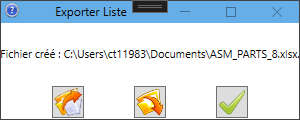 Exporter Liste
Fichier créé : C:\Users\ct11983\Documents\ASM_PARTS_8.xlsx.